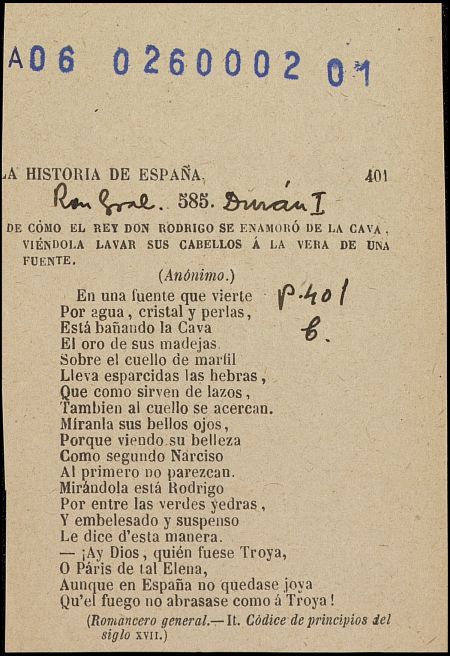 A06 0260002 01
LA HISTORIA DE ESPAÑA, 401
Rom Gral. 585. Durán I
DE CÓMO EL REY DON RODRIGO SE ENAMORÓ DE LA CAVA,
VIÉNDOLA LAVAR SUS CABELLOS Á LA VERA DE UNA
FUENTE.
(Anónimo.)
En una fuente que vierte p. 401
Por agua, cristal y perlas,
Está bañando la Cava
El oro de sus madejas.
Sobre el cuello de marfil
Lleva esparcidas las hebras,
Que como sirven de lazos,
Tambien al cuello se acercan.
Míranla sus bellos ojos,
Porque viendo su belleza
Como segundo Narciso
Al primero no parezcan.
Mirándola está Rodrigo
Por entre las verdes yedras,
Y embelesado y suspenso
Le dice d'esta manera.
— ¡Ay Dios, quién fuese Troya,
O Páris de tal Elena,
Aunque en España no quedase joya
Qu'el fuego no abrasase como á Troya!
(Romancero general.— It. Códice de principios del
siglo XVII.)